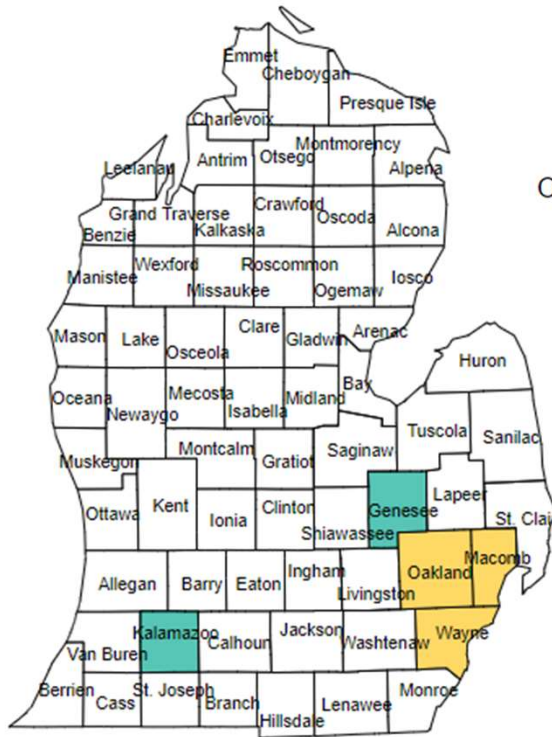 Emmet
Cheboygan
Presque Isle
Charlevoix
Antrim Otsego Montmorency Alpena
Leelanau
C
Grand Traverse Kalkaska Crawford Oscoda Alcona
Benzie
Manistee Wexford Missaukee Roscommon Ogemaw Iosco
Mason Lake Osceola Clare Gladwin Arenac
Huron
Oceana Newaygo Mecosta Isabella Midland Bay
Tuscola Sanilac
Muskegon Montcalm Gratiot Saginaw
Ottawa Kent Ionia Clinton Shiawassee Genesee Lapeer St. Clai
Allegan Barry Eaton Ingham Livingston Oakland Macomb
Van Buren Kalamazoo Calhoun Jackson Washtenaw Wayne
Berrien Cass St. Joseph Branch Hillsdale Lenawee Monroe